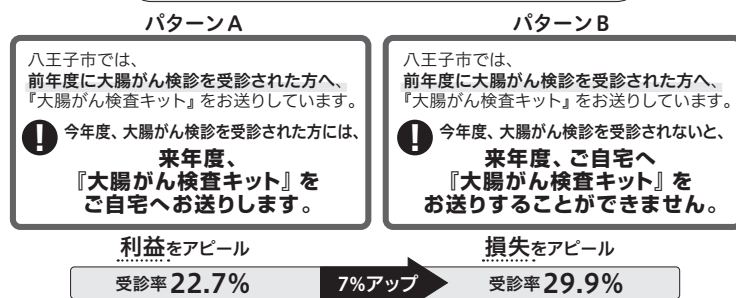 パターンA
八王子市では、
前年度に大腸がん検診を受診された方へ、
『大腸がん検査キット』をお送りしています。
! 今年度、大腸がん検診を受診された方には、
来年度、
『大腸がん検査キット』を
ご自宅へお送りします。
利益をアピール
受診率22.7%
7%アップ
パターンB
八王子市では、
前年度に大腸がん検診を受診された方へ、
『大腸がん検査キット』をお送りしています。
! 今年度、大腸がん検診を受診されないと、
来年度、ご自宅へ
『大腸がん検査キット』を
お送りすることができません。
損失をアピール
受診率29.9%